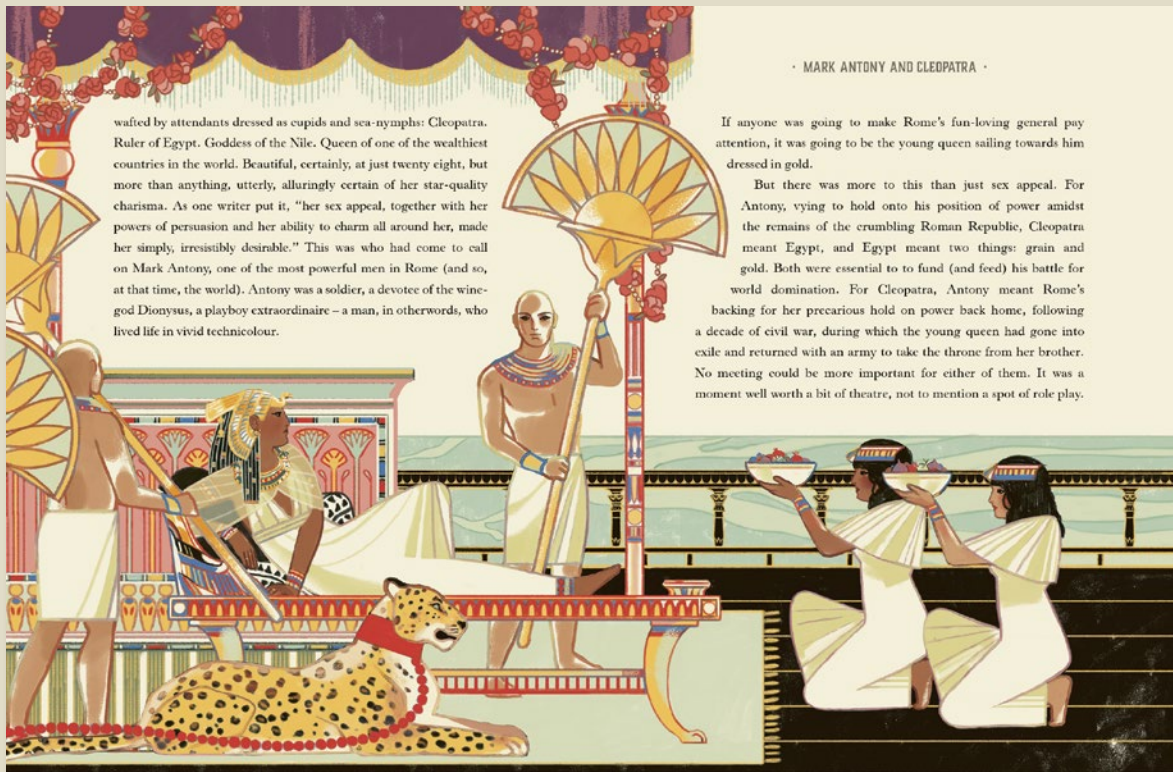 wafted by attendants dressed as cupids and sea-nymphs: Cleopatra.
Ruler of Egypt. Goddess of the Nile. Queen of one of the wealthiest
countries in the world. Beautiful, certainly, at just twenty eight, but
more than anything, utterly, alluringly certain of her star-quality
charisma. As one writer put it, “her sex appeal, together with her
powers of persuasion and her ability to charm all around her, made
her simply, irresistibly desirable.” This was who had come to call
on Mark Antony, one of the most powerful men in Rome (and so,
at that time, the world). Antony was a soldier, a devotee of the wine-
god Dionysus, a playboy extraordinaire – a man, in otherwords, who
lived life in vivid technicolour.
· MARK ANTONY AND CLEOPATRA ·
If anyone was going to make Rome’s fun-loving general pay
attention, it was going to be the young queen sailing towards him
dressed in gold.
But there was more to this than just sex appeal. For
Antony, vying to hold onto his position of power amidst
the remains of the crumbling Roman Republic, Cleopatra
meant Egypt, and Egypt meant two things: grain and
gold. Both were essential to to fund (and feed) his battle for
world domination. For Cleopatra, Antony meant Rome’s
backing for her precarious hold on power back home, following
a decade of civil war, during which the young queen had gone into
exile and returned with an army to take the throne from her brother.
No meeting could be more important for either of them. It was a
moment well worth a bit of theatre, not to mention a spot of role play.